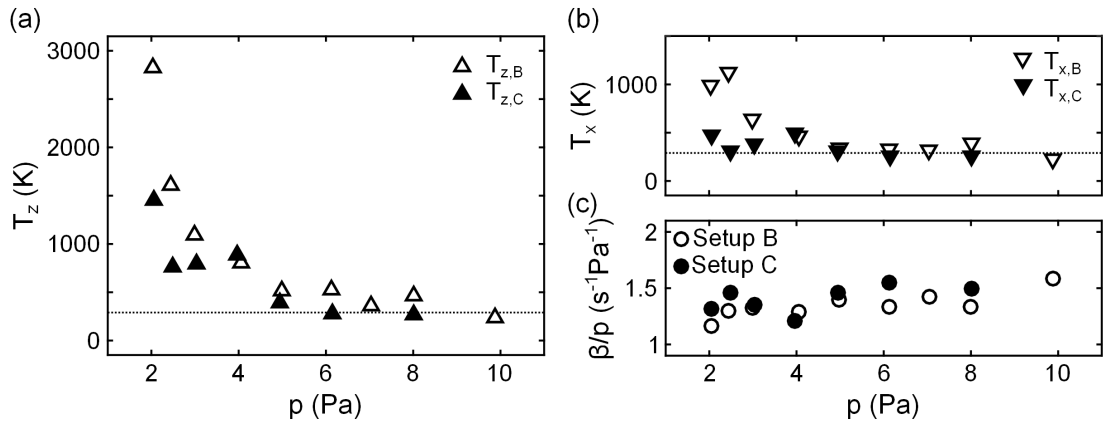 (a)
3000
2000
1000
0
T_z (K)
T_z,B
T_z,C
2
4
6
8
10
p (Pa)
(b)
1000
0
T_x (K)
T_x,B
T_x,C
(c)
2
1.5
1
β/p (s⁻¹Pa⁻¹)
Setup B
Setup C
2
4
6
8
10
p (Pa)